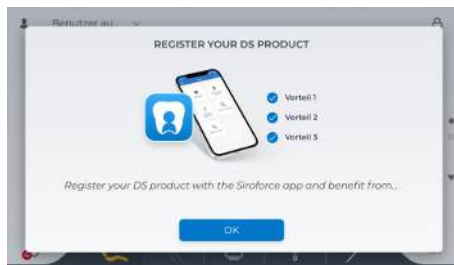 Benutzer au...
REGISTER YOUR DS PRODUCT
Vorteil 1
Vorteil 2
Vorteil 3
Register your DS product with the Siroforce app and benefit from...
OK